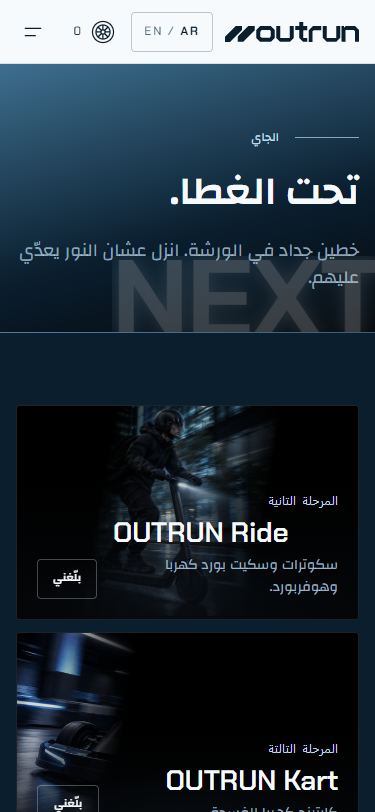 outrun
EN / AR
0
الجاي
تحت الغطا.
خطين جداد في الورشة. انزل عشان النور يعدّي
عليهم.
NEXT
المرحلة التانية
OUTRUN Ride
سكوترات وسكيت بورد كهربا
وهوفربورد.
بلّغني
المرحلة التالتة
OUTRUN Kart
بلّغني